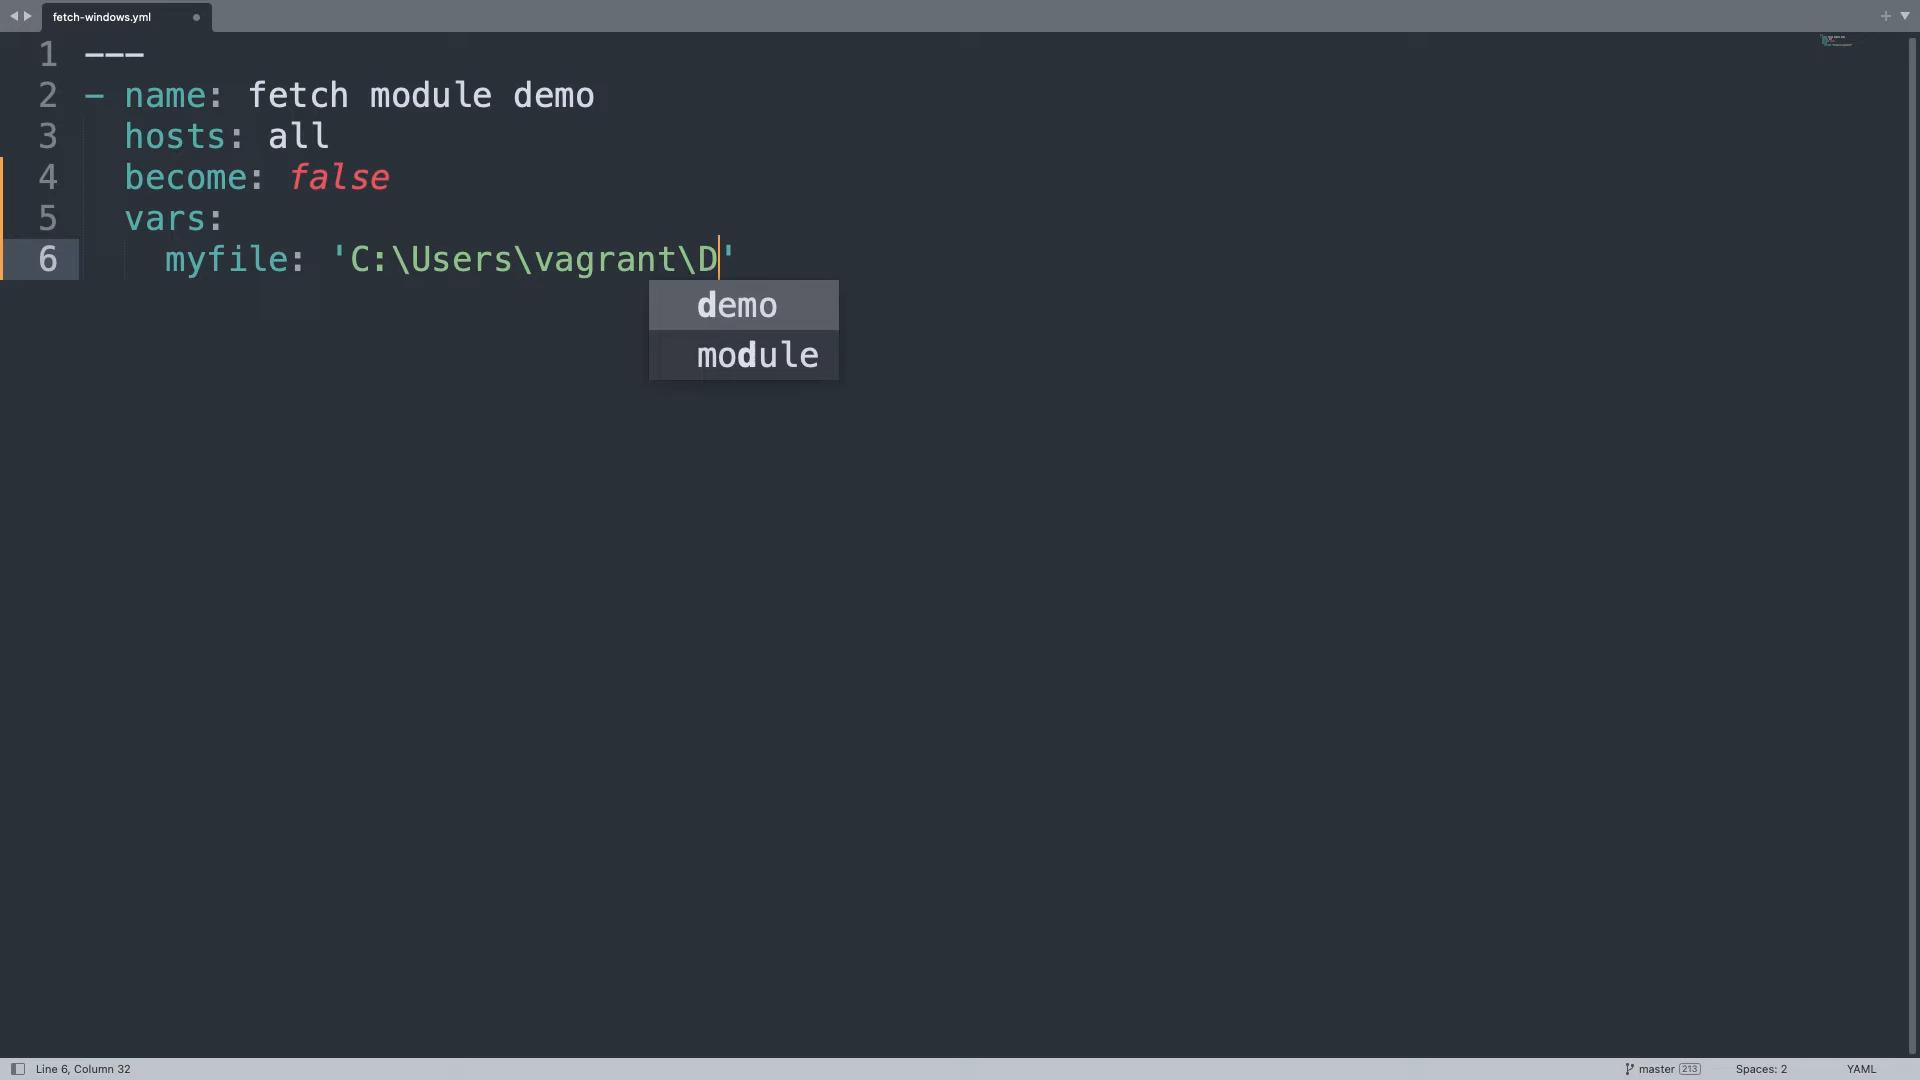 fetch-windows.yml
1 ---
2 - name: fetch module demo
3 hosts: all
4 become: false
5 vars:
6 myfile: 'C:\Users\vagrant\D'
demo
module
Line 6, Column 32
master 213
Spaces: 2
YAML